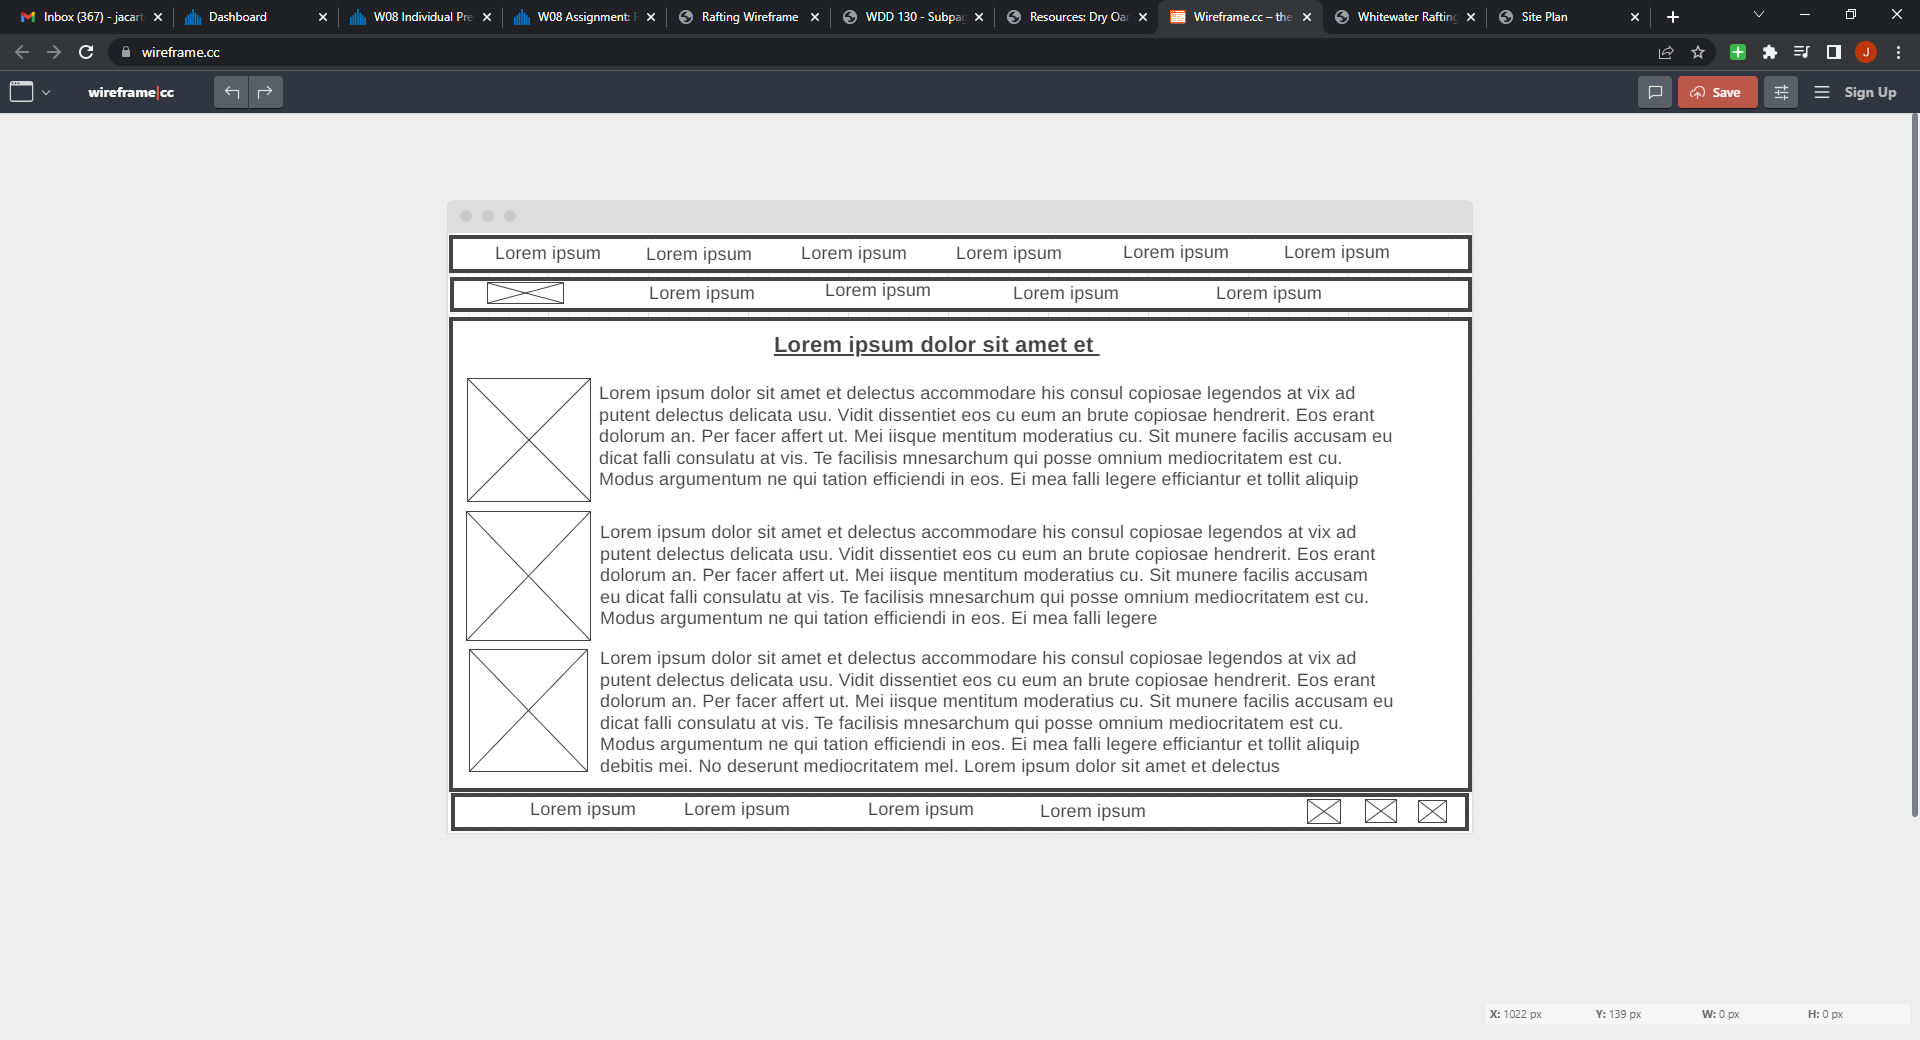 Inbox (367) - jacart
Dashboard
W08 Individual Pre
W08 Assignment: R
Rafting Wireframe
WDD 130 - Subpag
Resources: Dry Oar
Wireframe.cc – the
Whitewater Rafting
Site Plan
wireframe.cc
J
wireframe|cc
Save
Sign Up
Lorem ipsum Lorem ipsum Lorem ipsum Lorem ipsum Lorem ipsum Lorem ipsum
Lorem ipsum Lorem ipsum Lorem ipsum Lorem ipsum
Lorem ipsum dolor sit amet et
Lorem ipsum dolor sit amet et delectus accommodare his consul copiosae legendos at vix ad
putent delectus delicata usu. Vidit dissentiet eos cu eum an brute copiosae hendrerit. Eos erant
dolorum an. Per facer affert ut. Mei iisque mentitum moderatius cu. Sit munere facilis accusam eu
dicat falli consulatu at vis. Te facilisis mnesarchum qui posse omnium mediocritatem est cu.
Modus argumentum ne qui tation efficiendi in eos. Ei mea falli legere efficiantur et tollit aliquip
Lorem ipsum dolor sit amet et delectus accommodare his consul copiosae legendos at vix ad
putent delectus delicata usu. Vidit dissentiet eos cu eum an brute copiosae hendrerit. Eos erant
dolorum an. Per facer affert ut. Mei iisque mentitum moderatius cu. Sit munere facilis accusam
eu dicat falli consulatu at vis. Te facilisis mnesarchum qui posse omnium mediocritatem est cu.
Modus argumentum ne qui tation efficiendi in eos. Ei mea falli legere
Lorem ipsum dolor sit amet et delectus accommodare his consul copiosae legendos at vix ad
putent delectus delicata usu. Vidit dissentiet eos cu eum an brute copiosae hendrerit. Eos erant
dolorum an. Per facer affert ut. Mei iisque mentitum moderatius cu. Sit munere facilis accusam eu
dicat falli consulatu at vis. Te facilisis mnesarchum qui posse omnium mediocritatem est cu.
Modus argumentum ne qui tation efficiendi in eos. Ei mea falli legere efficiantur et tollit aliquip
debitis mei. No deserunt mediocritatem mel. Lorem ipsum dolor sit amet et delectus
Lorem ipsum Lorem ipsum Lorem ipsum Lorem ipsum
X: 1022 px Y: 139 px W: 0 px H: 0 px